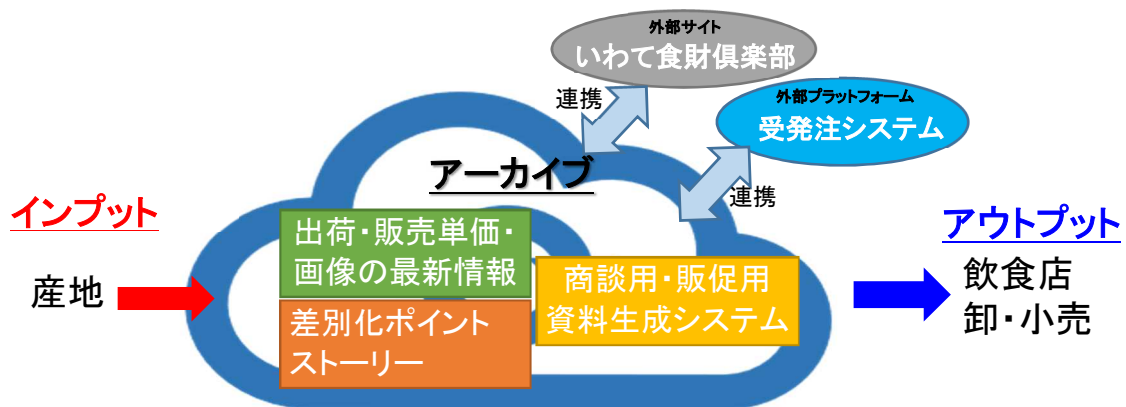 外部サイト
いわて食財倶楽部
外部プラットフォーム
受発注システム
連携
連携
アーカイブ
インプット
産地
出荷・販売単価・
画像の最新情報
差別化ポイント
ストーリー
商談用・販促用
資料生成システム
アウトプット
飲食店
卸・小売